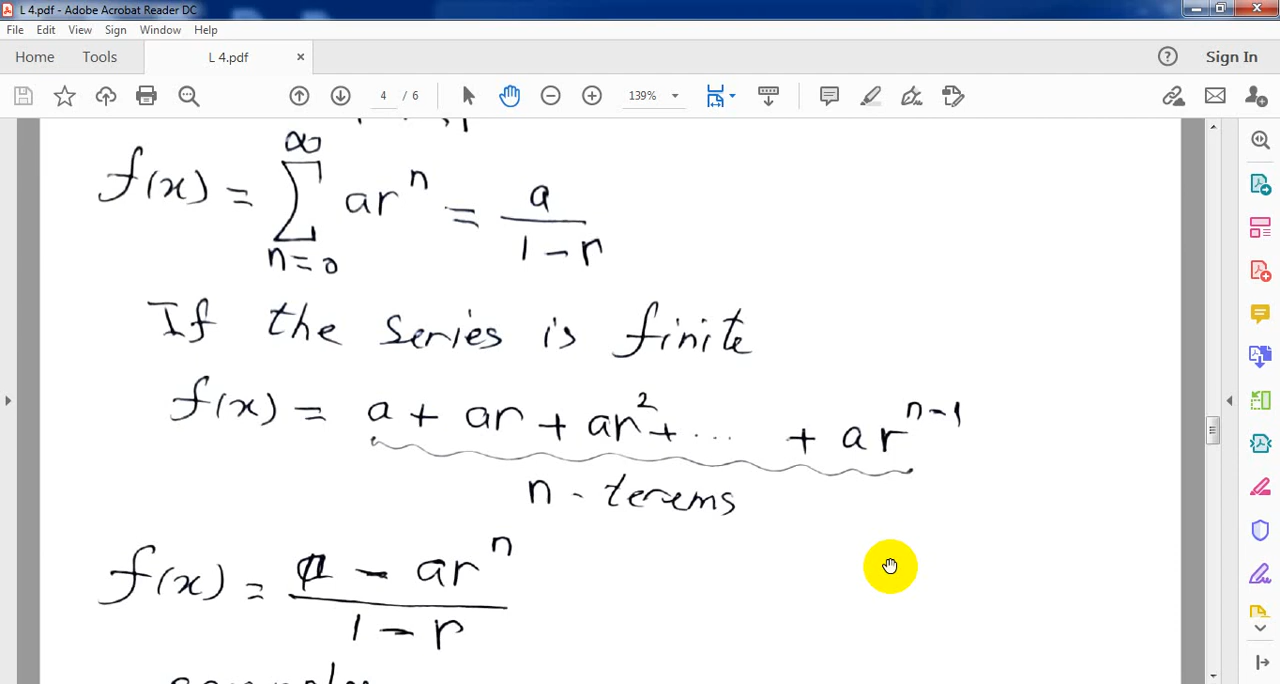 L 4.pdf - Adobe Acrobat Reader DC
File Edit View Sign Window Help
Home Tools L 4.pdf × ? Sign In
4 / 6 139%
f(x) = ∞ Σ n=0 ar^n = a / 1-r
If the series is finite
f(x) = a + ar + ar^2 + ... + ar^n-1
n - terems
f(x) = a - ar^n / 1-r